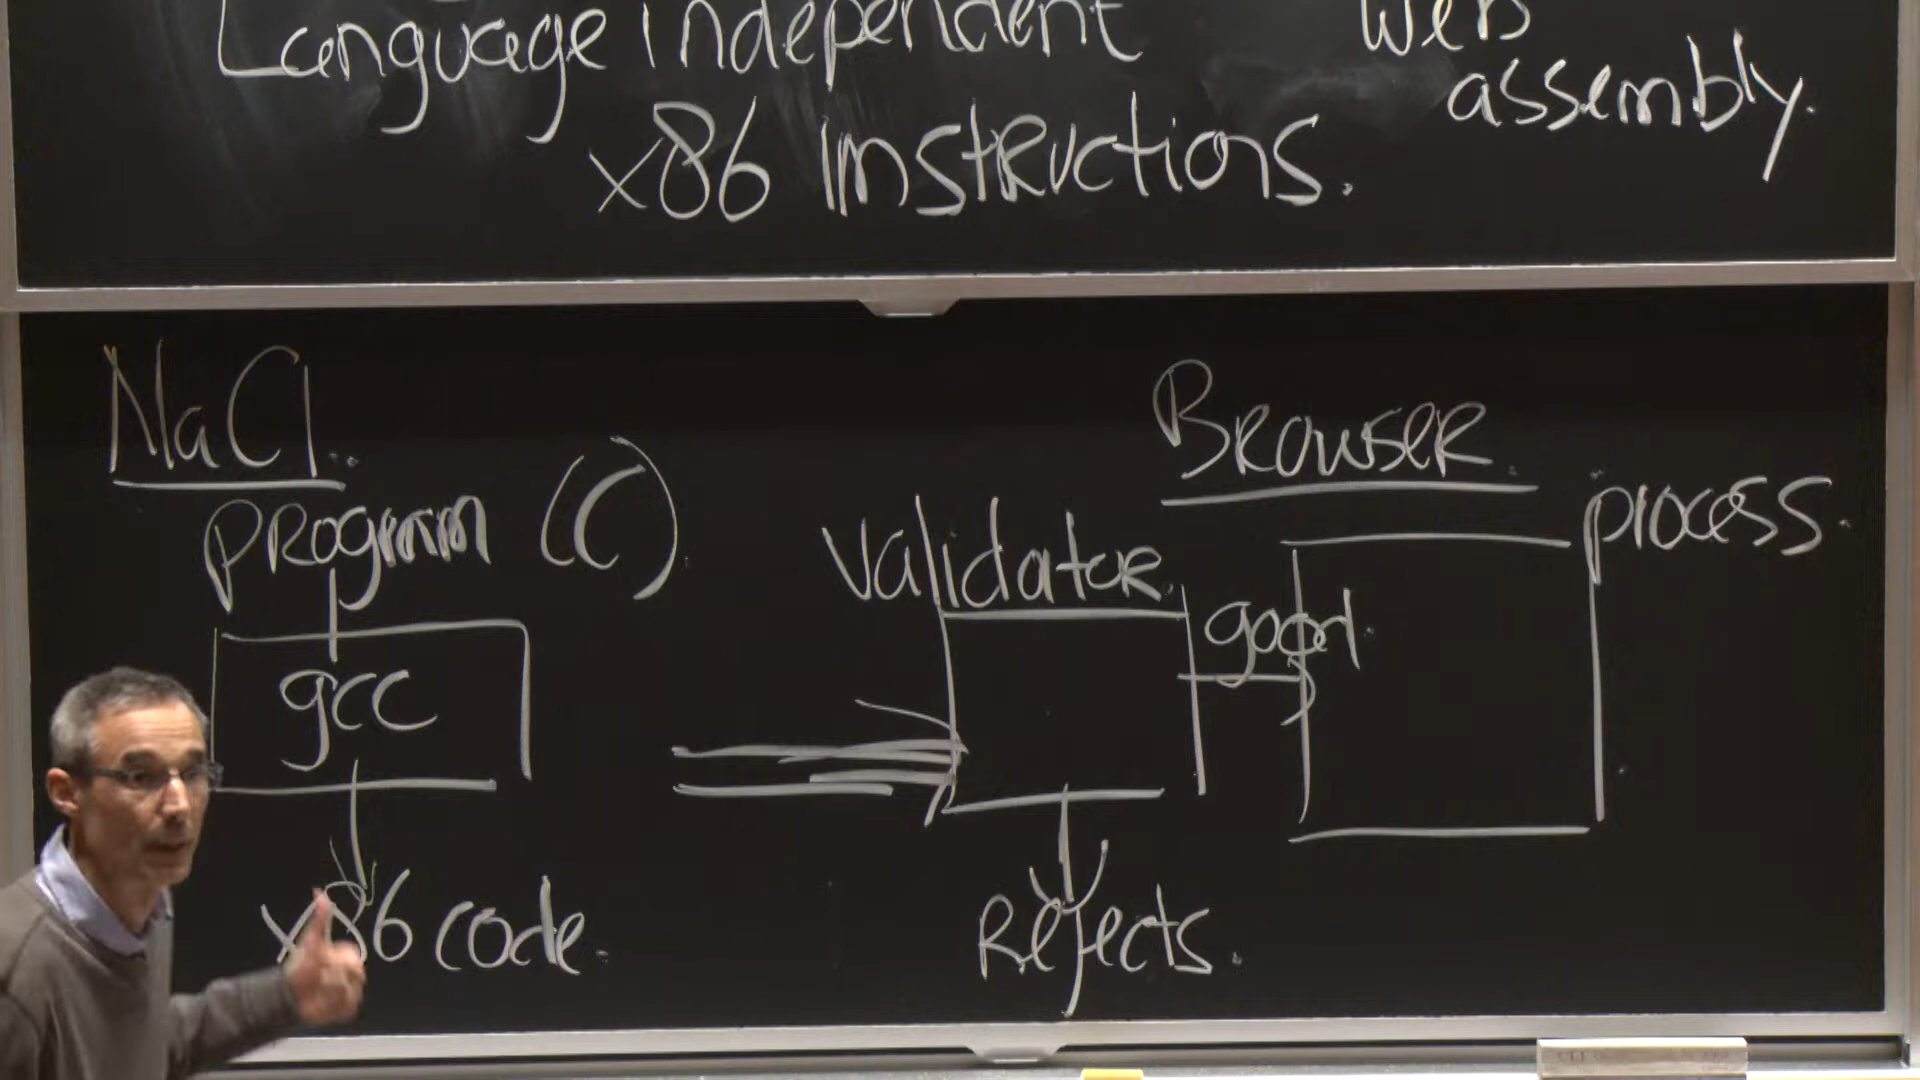 Language independent
Web
assembly.
x86 Instructions.
NaCl.
program (C)
gcc
x86 code.
Browser.
validator.
good.
process.
Rejects.